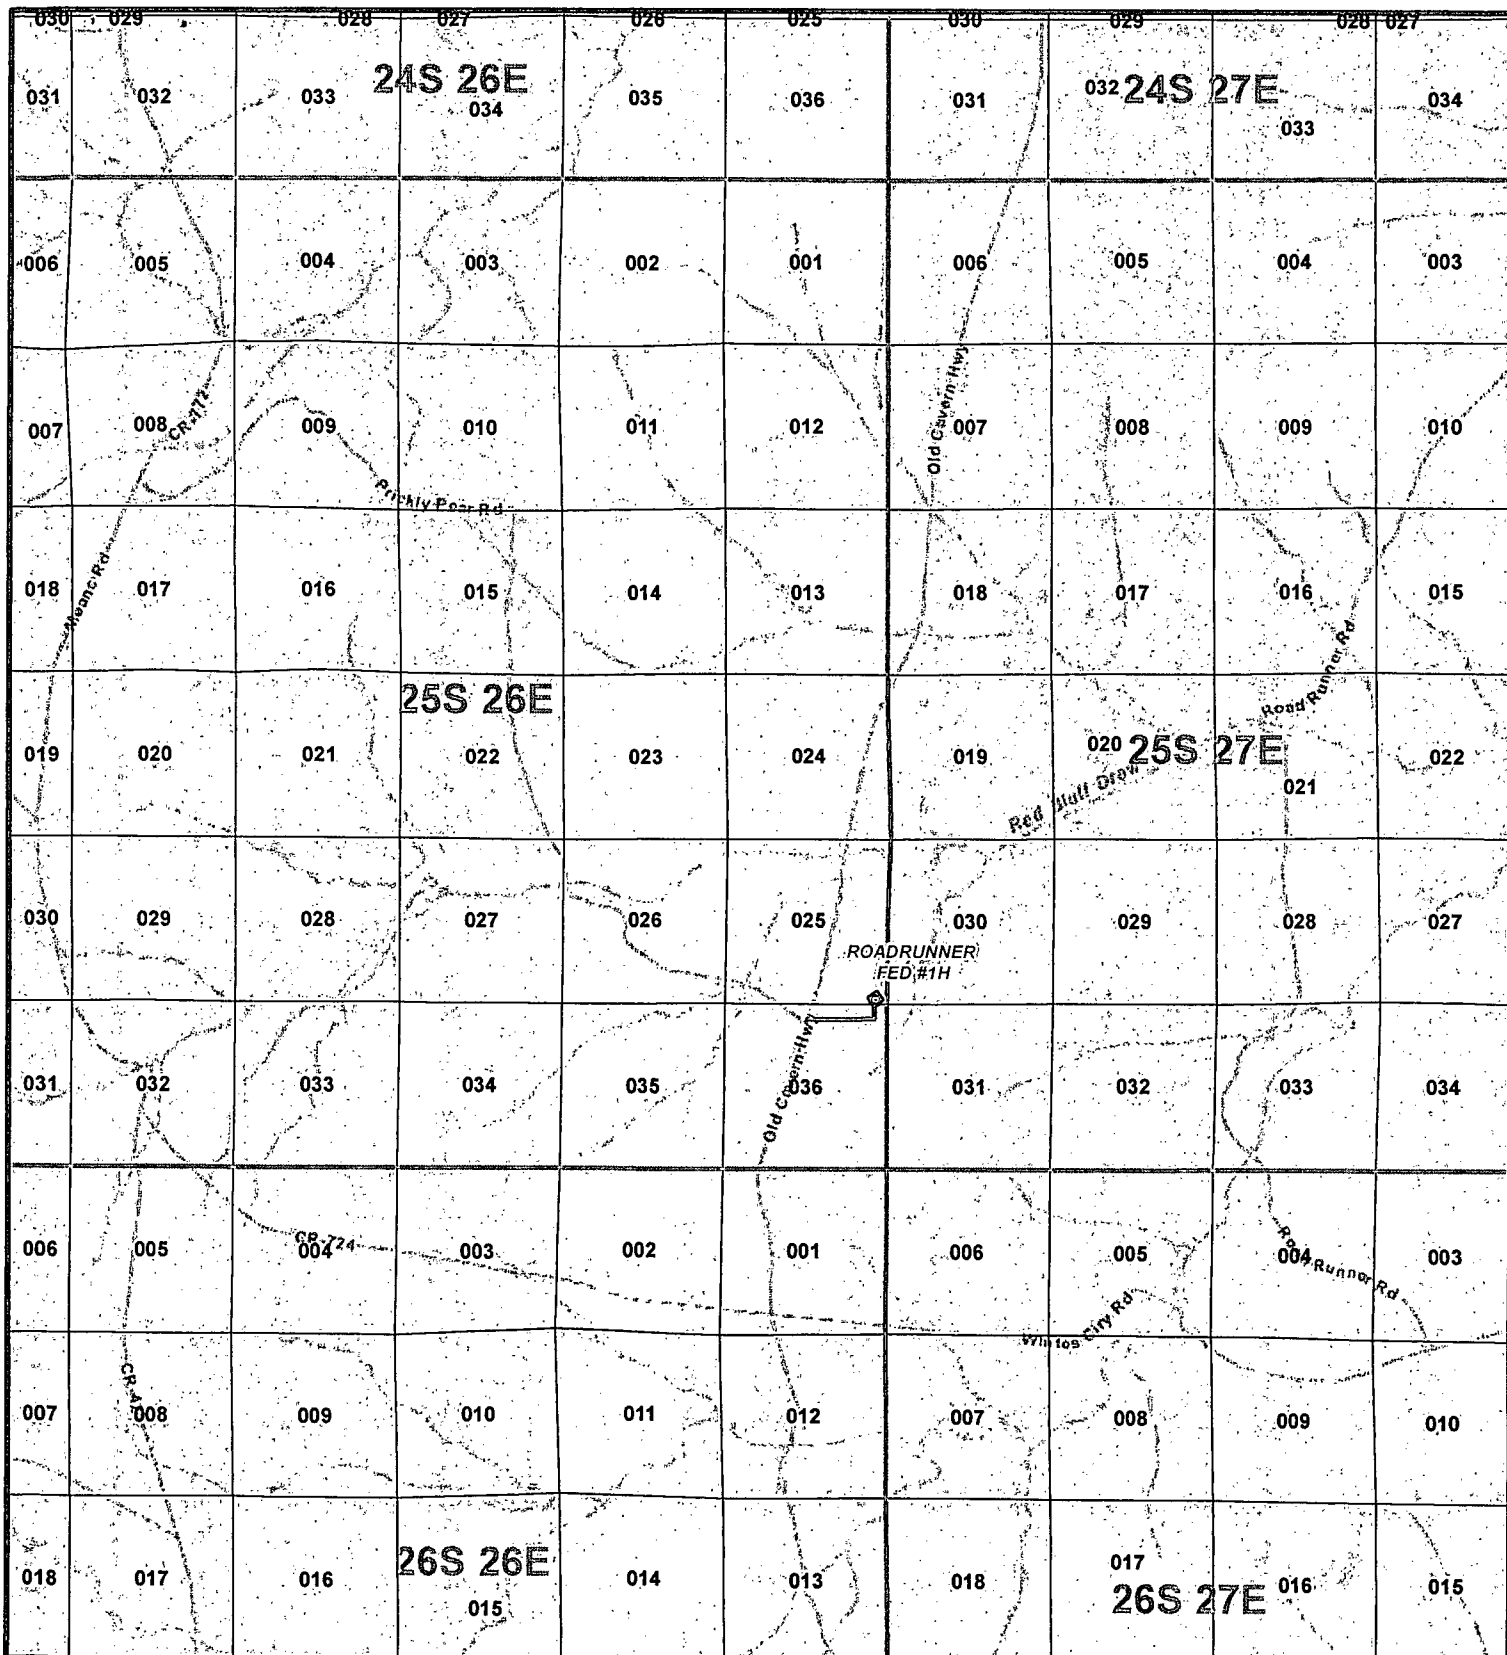 030 029 028 027 026 025 030 029 028 027
24S 26E
24S 27E
031 032 033 034 035 036 031 032 033 034
006 005 004 003 002 001 006 005 004 003
007 008 009 010 011 012 007 008 009 010
CR-772
Old Cavern Hwy
Prickly Pear Rd
018 017 016 015 014 013 018 017 016 015
Means Rd
Road Runner Rd
25S 26E
25S 27E
019 020 021 022 023 024 019 020 021 022
Red Bluff Draw
030 029 028 027 026 025 030 029 028 027
ROADRUNNER
FED #1H
031 032 033 034 035 036 031 032 033 034
Old Cavern Hwy
006 005 004 003 002 001 006 005 004 003
CR-724
Road Runner Rd
007 008 009 010 011 012 007 008 009 010
26S 26E
26S 27E
018 017 016 015 014 013 018 017 016 015